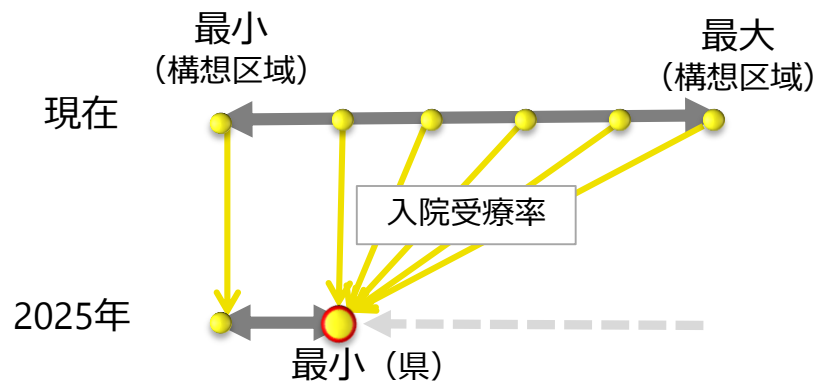 最小
（構想区域）
最大
（構想区域）
現在
入院受療率
2025年
最小（県）